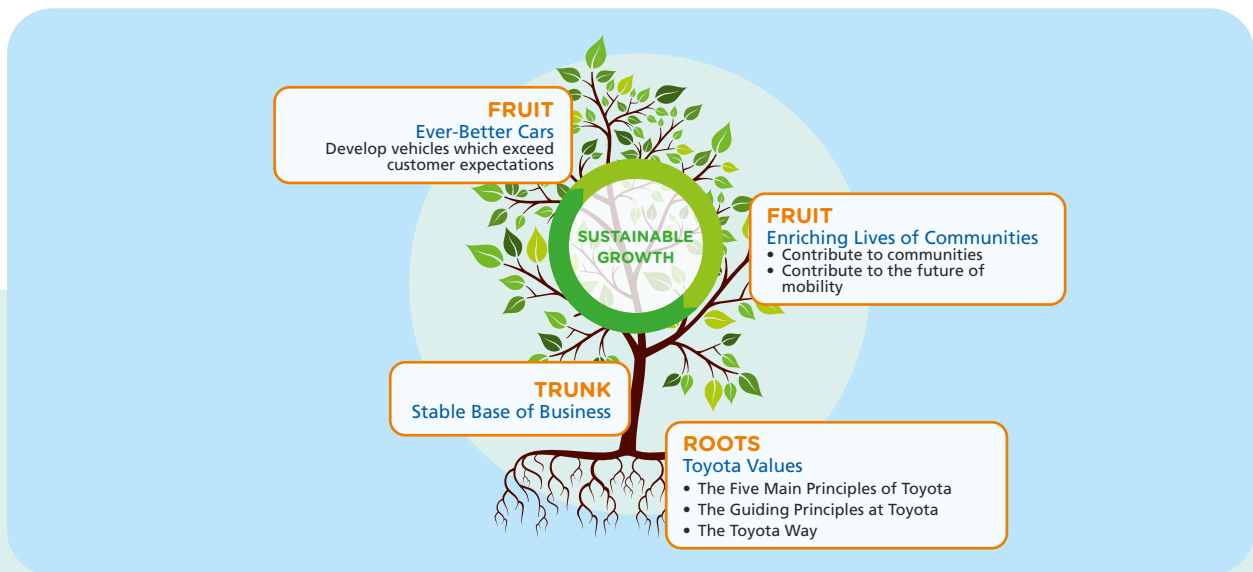 FRUIT
Ever-Better Cars
Develop vehicles which exceed
customer expectations
SUSTAINABLE
GROWTH
FRUIT
Enriching Lives of Communities
• Contribute to communities
• Contribute to the future of
mobility
TRUNK
Stable Base of Business
ROOTS
Toyota Values
• The Five Main Principles of Toyota
• The Guiding Principles at Toyota
• The Toyota Way